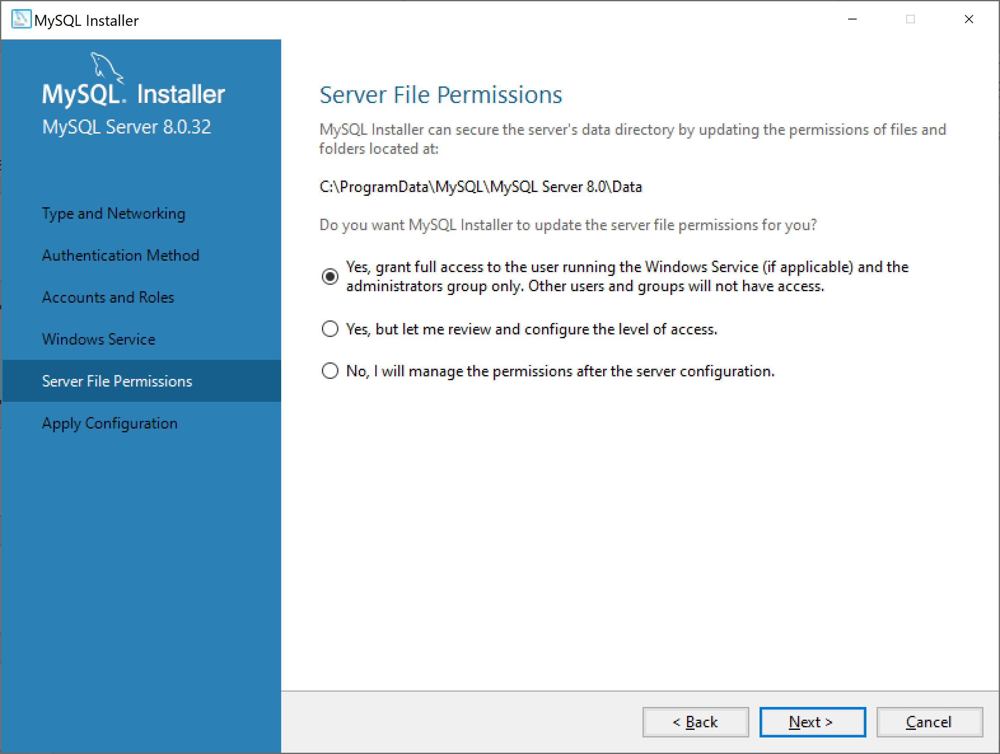 MySQL Installer
MySQL. Installer
MySQL Server 8.0.32
Type and Networking
Authentication Method
Accounts and Roles
Windows Service
Server File Permissions
Apply Configuration
Server File Permissions
MySQL Installer can secure the server's data directory by updating the permissions of files and
folders located at:
C:\ProgramData\MySQL\MySQL Server 8.0\Data
Do you want MySQL Installer to update the server file permissions for you?
Yes, grant full access to the user running the Windows Service (if applicable) and the
administrators group only. Other users and groups will not have access.
Yes, but let me review and configure the level of access.
No, I will manage the permissions after the server configuration.
< Back
Next >
Cancel